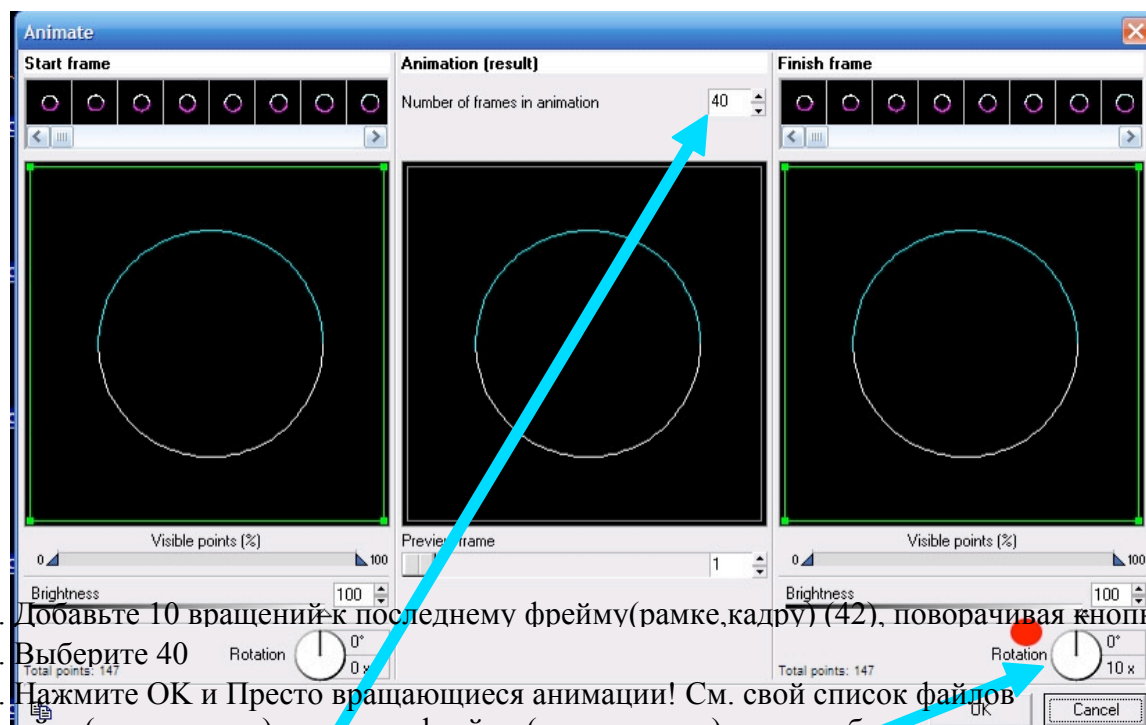 Animate
Start frame
Animation (result)
Finish frame
Number of frames in animation 40
Visible points (%)
0 100
Preview frame
1
Visible points (%)
0 100
Brightness 100
100
. Добавьте 10 вращений к последнему фрейму(рамке,кадру) (42), поворачивая
. Выберите 40
Rotation 0°
0 x
Total points: 147
Rotation 0°
10 x
Total points: 147
. Нажмите OK и Престо вращающиеся анимации! См. свой список файлов
OK
Cancel